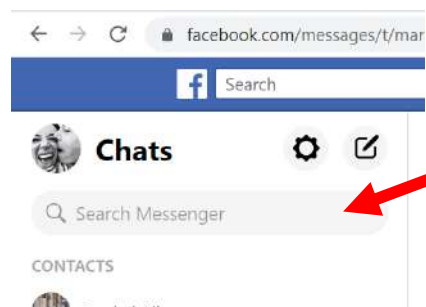 facebook.com/messages/t/mar
f Search
Chats
Search Messenger
CONTACTS